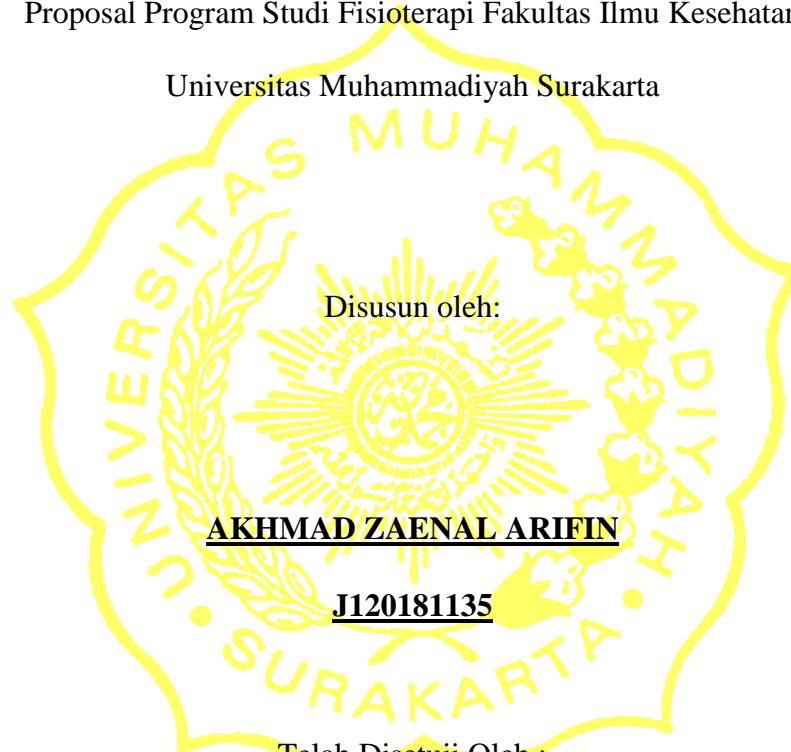 Proposal Program Studi Fisioterapi Fakultas Ilmu Kesehatan
Universitas Muhammadiyah Surakarta
UNIVERSITAS MUHAMMADIYAH
SURAKARTA
Disusun oleh:
AKHMAD ZAENAL ARIFIN
J120181135
Telah Disetuji Oleh :